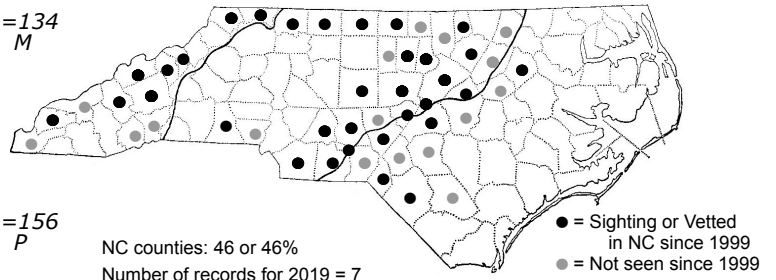 =134
M
=156
P
NC counties: 46 or 46%
Number of records for 2019 = 7
= Sighting or Vetted
in NC since 1999
= Not seen since 1999